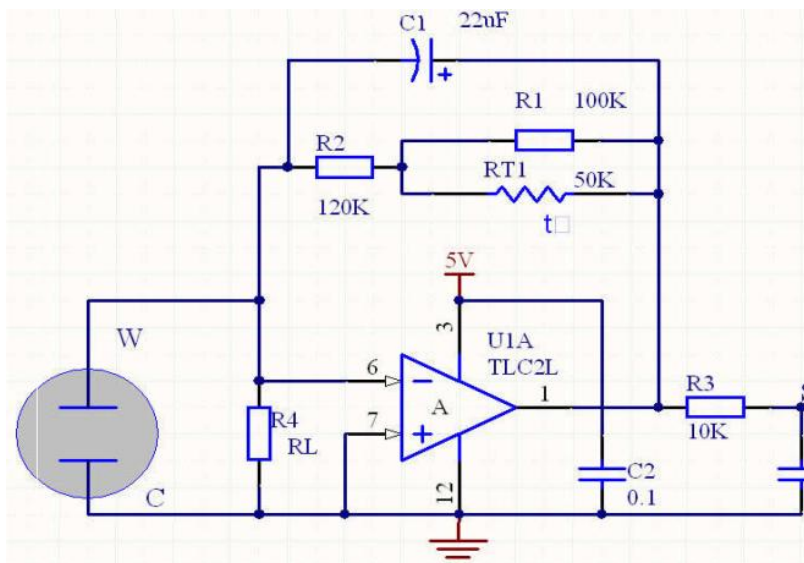 C1 22uF
R1 100K
R2
RT1 50K
120K
t
5V
W
3
U1A
TLC2L
6
R4
RL
A
1
R3
7
10K
C
12
C2
0.1